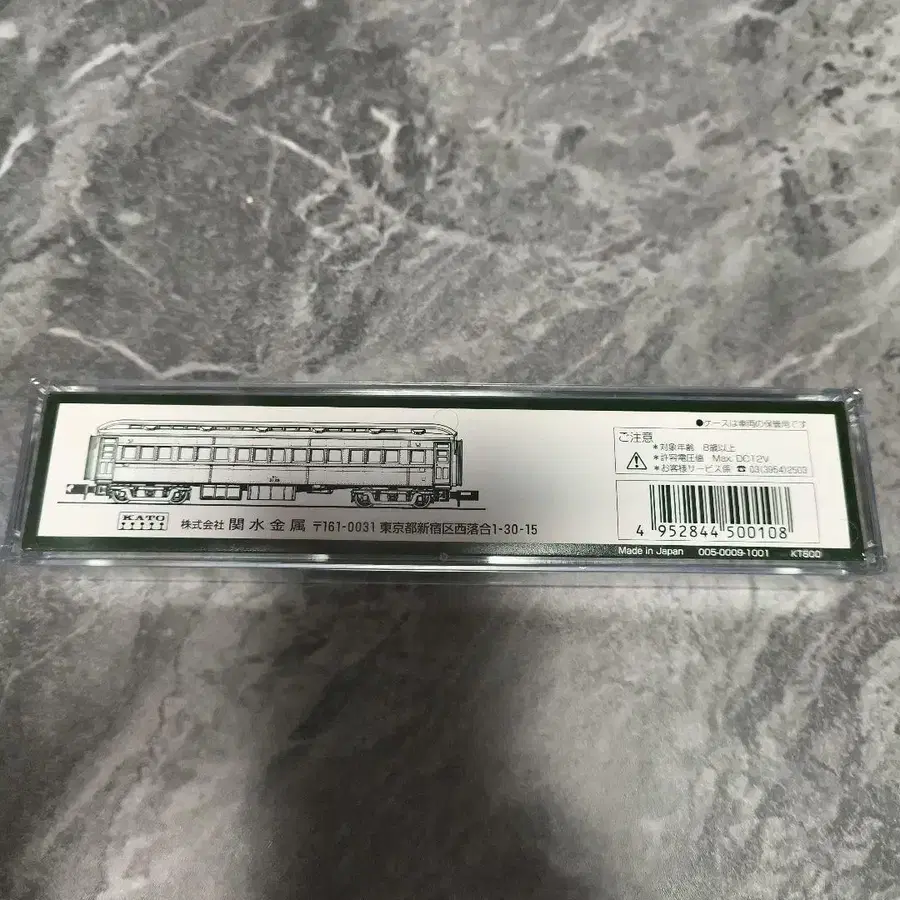 ●ケースは車両の保管用です
ご注意
*対象年齢 8歳以上
*許容電圧値 Max. DC12V
*お客様サービス係 ☎ 03(3954)2503
KATO
株式会社 関水金属 〒161-0031 東京都新宿区西落合1-30-15
4 952844 500108
Made in Japan 005-0009-1001 KT600